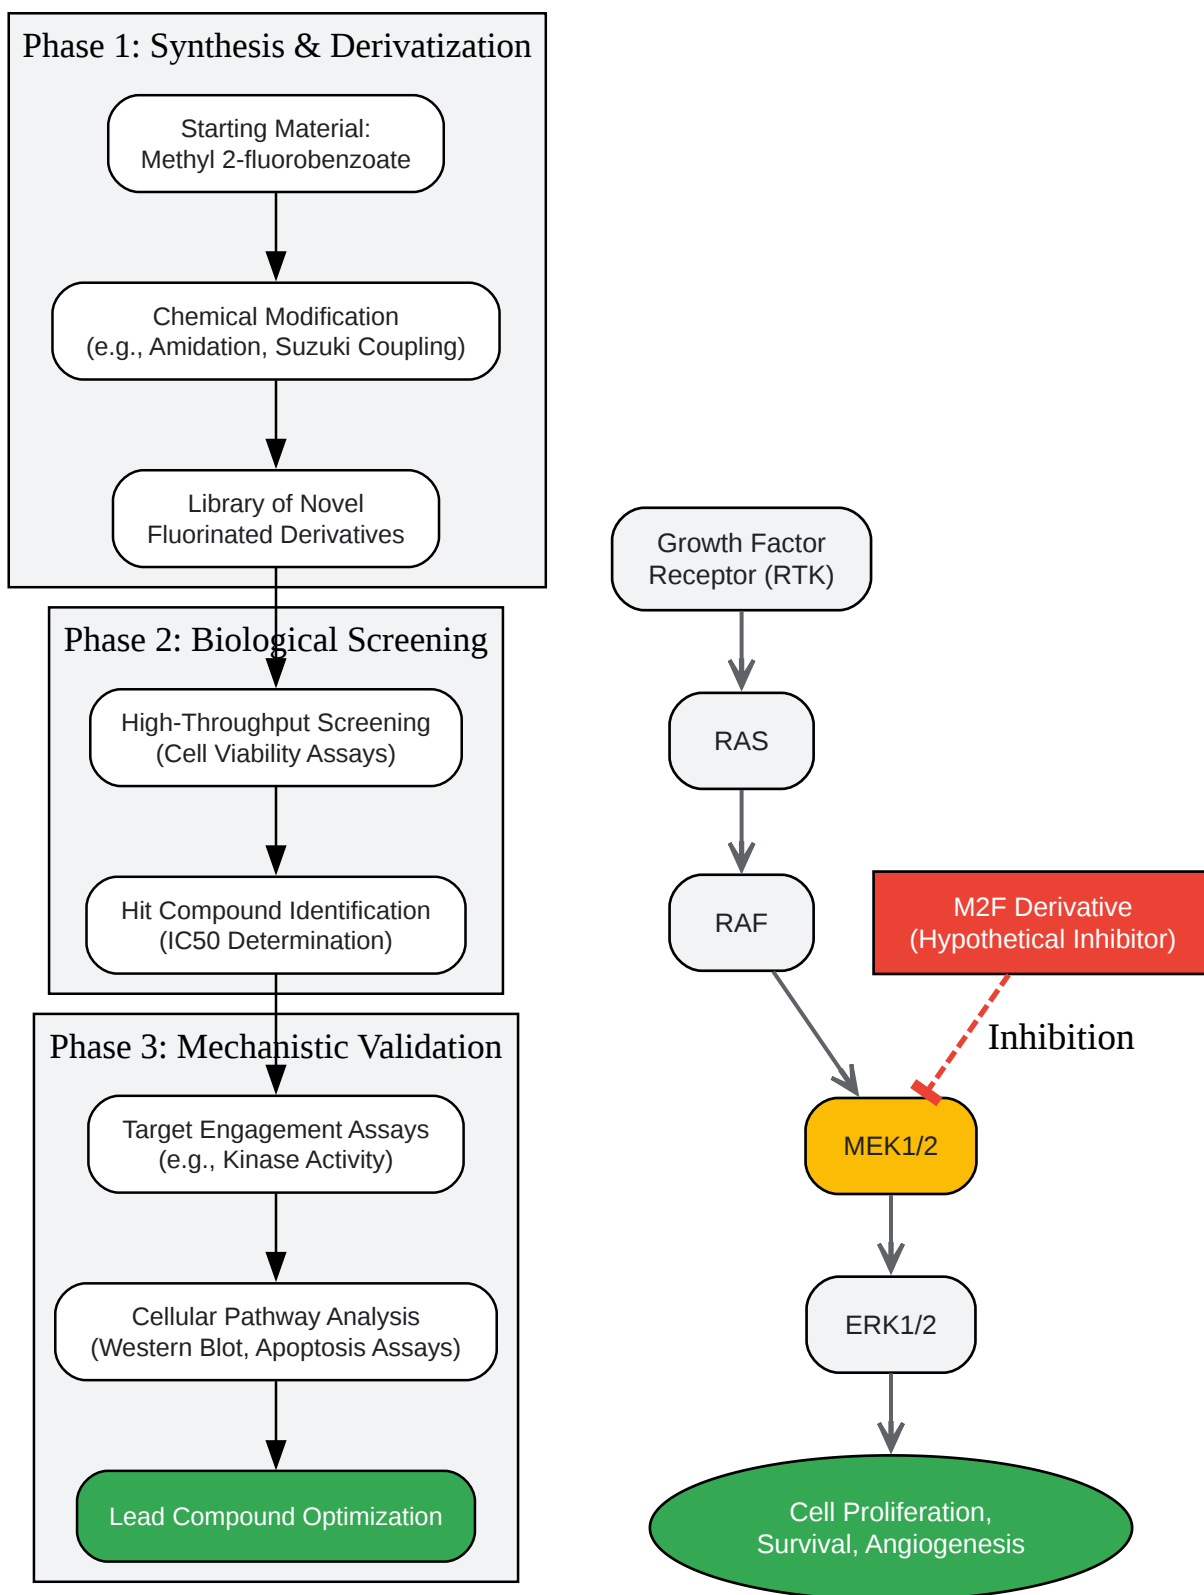 Phase 1: Synthesis & Derivatization
Starting Material:
Methyl 2-fluorobenzoate
Chemical Modification
(e.g., Amidation, Suzuki Coupling)
Library of Novel
Fluorinated Derivatives
Phase 2: Biological Screening
High-Throughput Screening
(Cell Viability Assays)
Hit Compound Identification
(IC50 Determination)
Phase 3: Mechanistic Validation
Target Engagement Assays
(e.g., Kinase Activity)
Cellular Pathway Analysis
(Western Blot, Apoptosis Assays)
Lead Compound Optimization
Growth Factor
Receptor (RTK)
RAS
RAF
M2F Derivative
(Hypothetical Inhibitor)
Inhibition
MEK1/2
ERK1/2
Cell Proliferation,
Survival, Angiogenesis